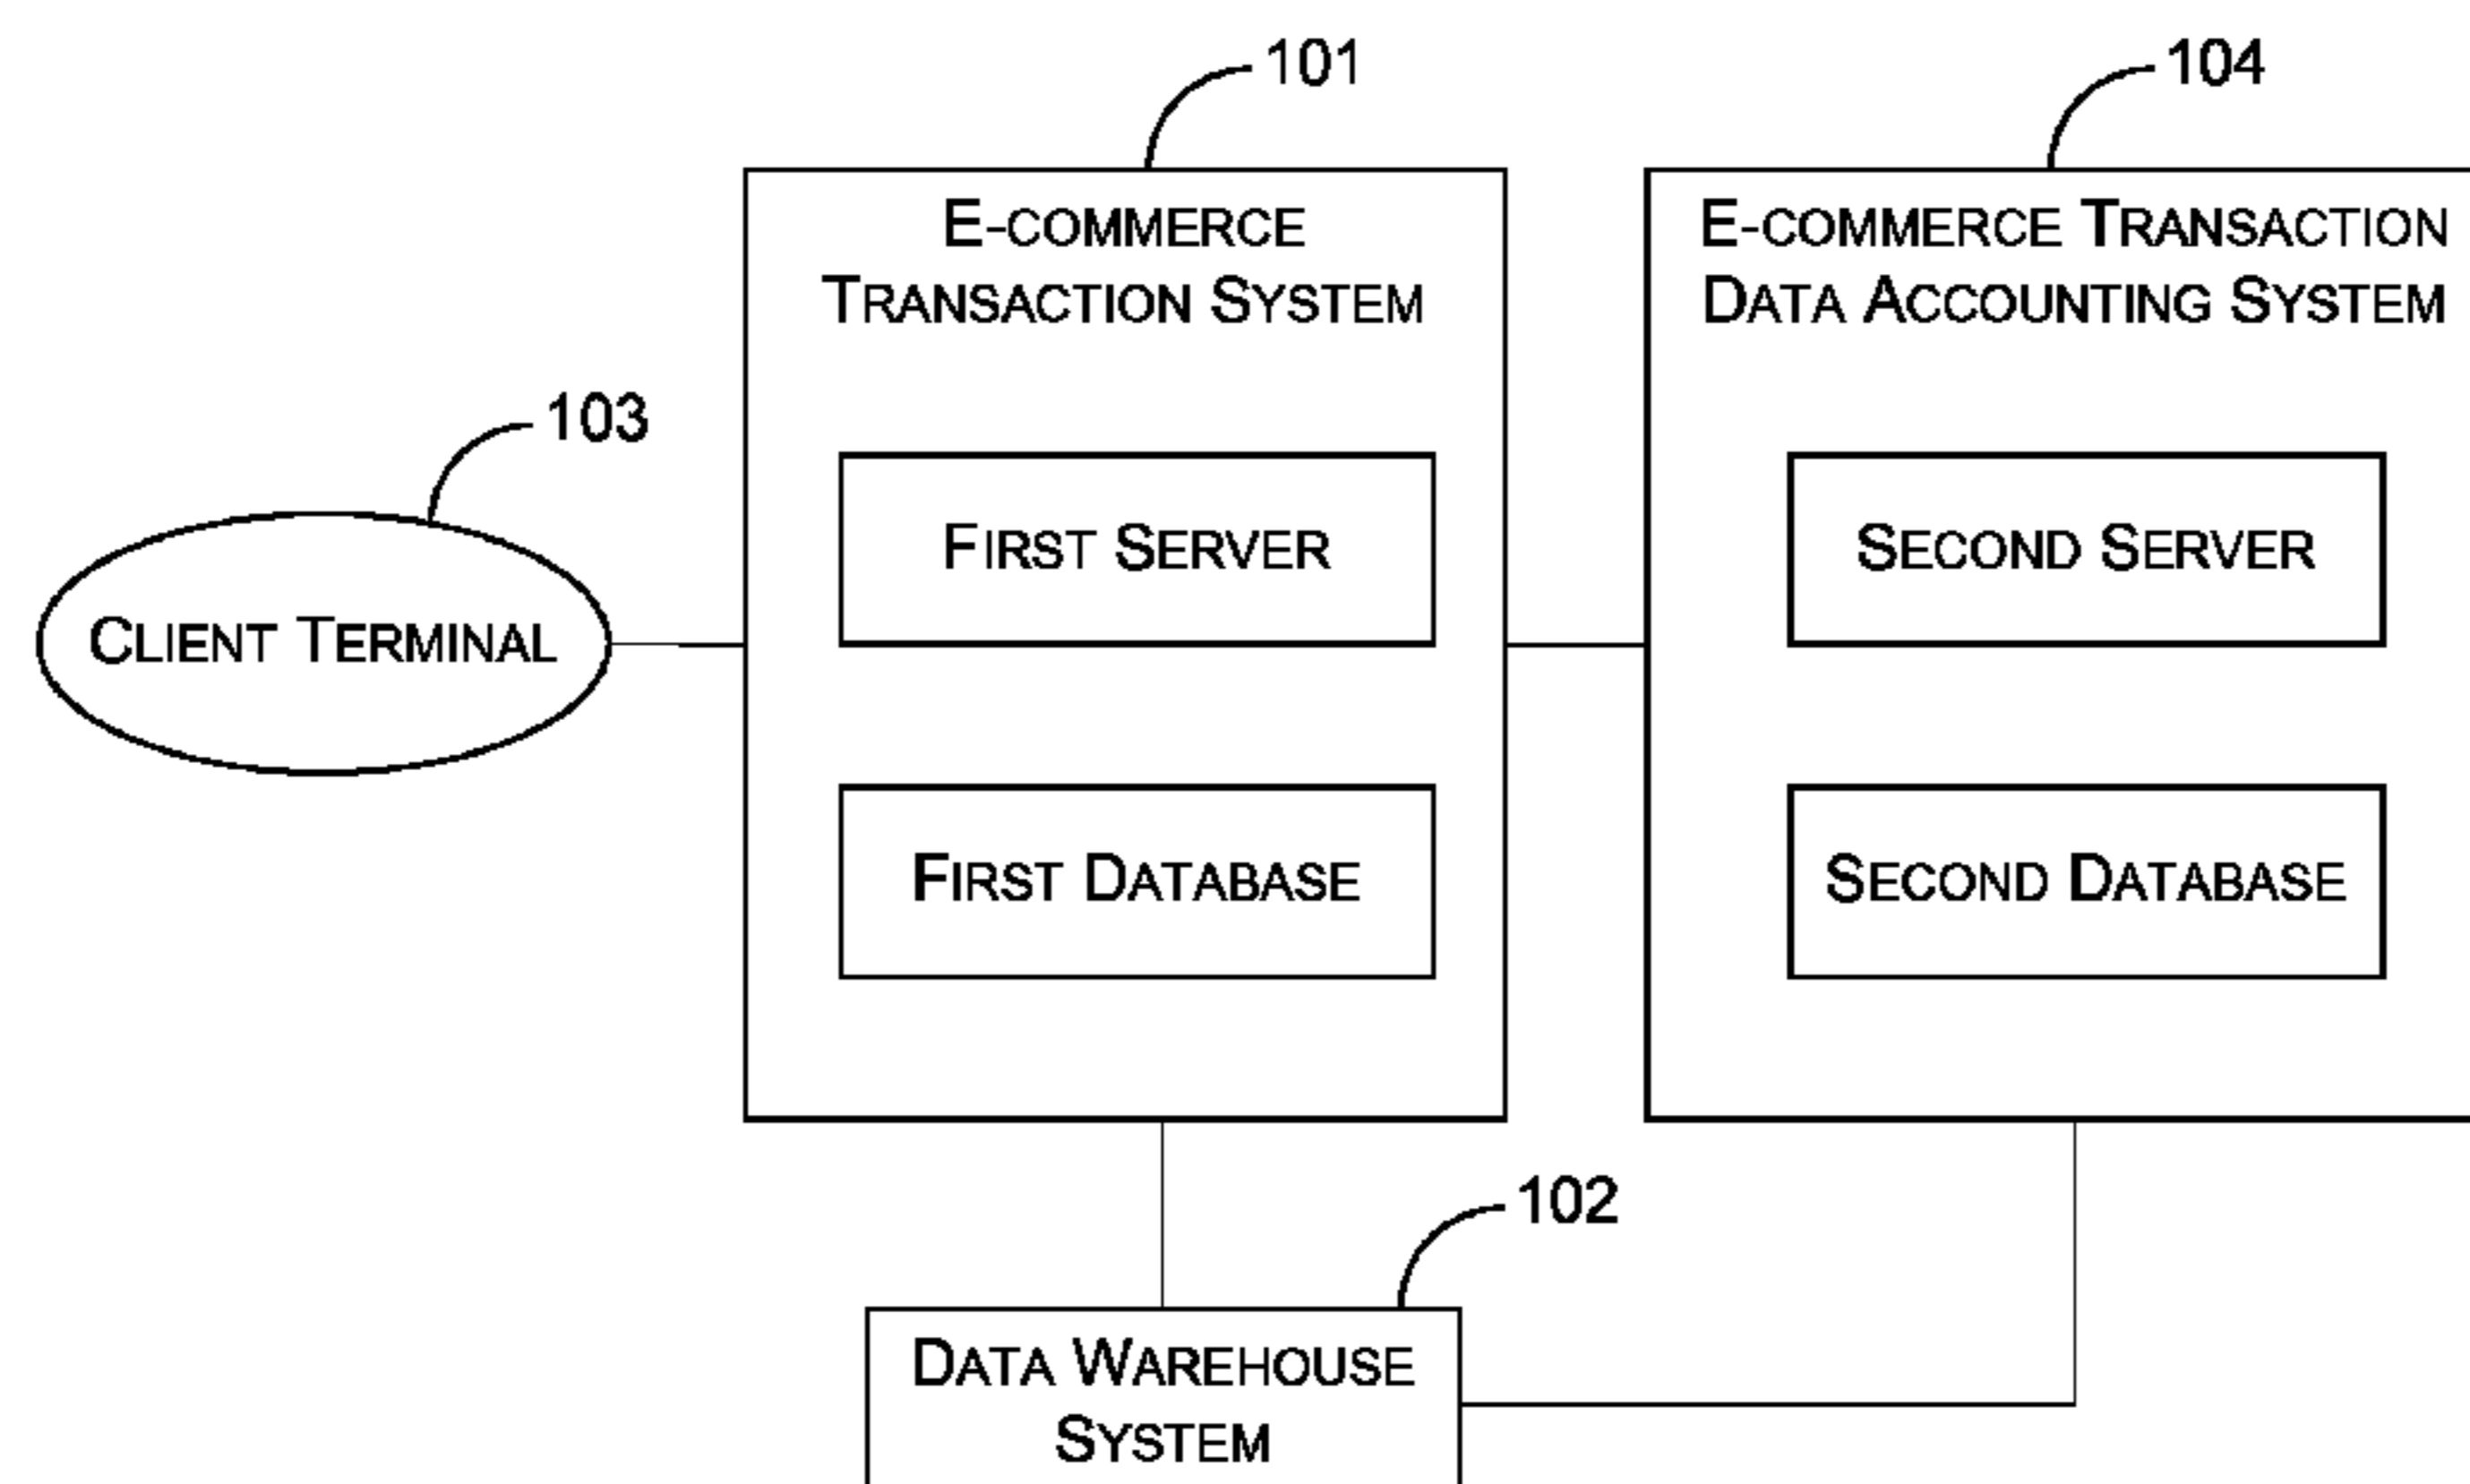 101
104
E-COMMERCE
TRANSACTION SYSTEM
E-COMMERCE TRANSACTION
DATA ACCOUNTING SYSTEM
103
FIRST SERVER
SECOND SERVER
CLIENT TERMINAL
FIRST DATABASE
SECOND DATABASE
102
DATA WAREHOUSE
SYSTEM